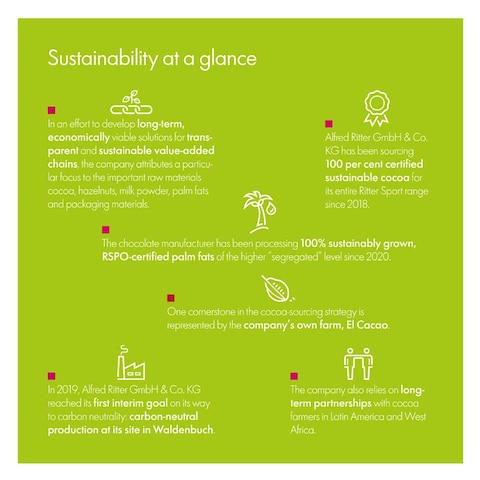 Sustainability at a glance
In an effort to develop long-term,
economically viable solutions for trans-
parent and sustainable value-added
chains, the company attributes a particu-
lar focus to the important raw materials
cocoa, hazelnuts, milk powder, palm fats
and packaging materials.
Alfred Ritter GmbH & Co.
KG has been sourcing
100 per cent certified
sustainable cocoa for
its entire Ritter Sport range
since 2018.
The chocolate manufacturer has been processing 100% sustainably grown,
RSPO-certified palm fats of the higher “segregated” level since 2020.
One cornerstone in the cocoa-sourcing strategy is
represented by the company’s own farm, El Cacao.
In 2019, Alfred Ritter GmbH & Co. KG
reached its first interim goal on its way
to carbon neutrality: carbon-neutral
production at its site in Waldenbuch.
The company also relies on long-
term partnerships with cocoa
farmers in Latin America and West
Africa.